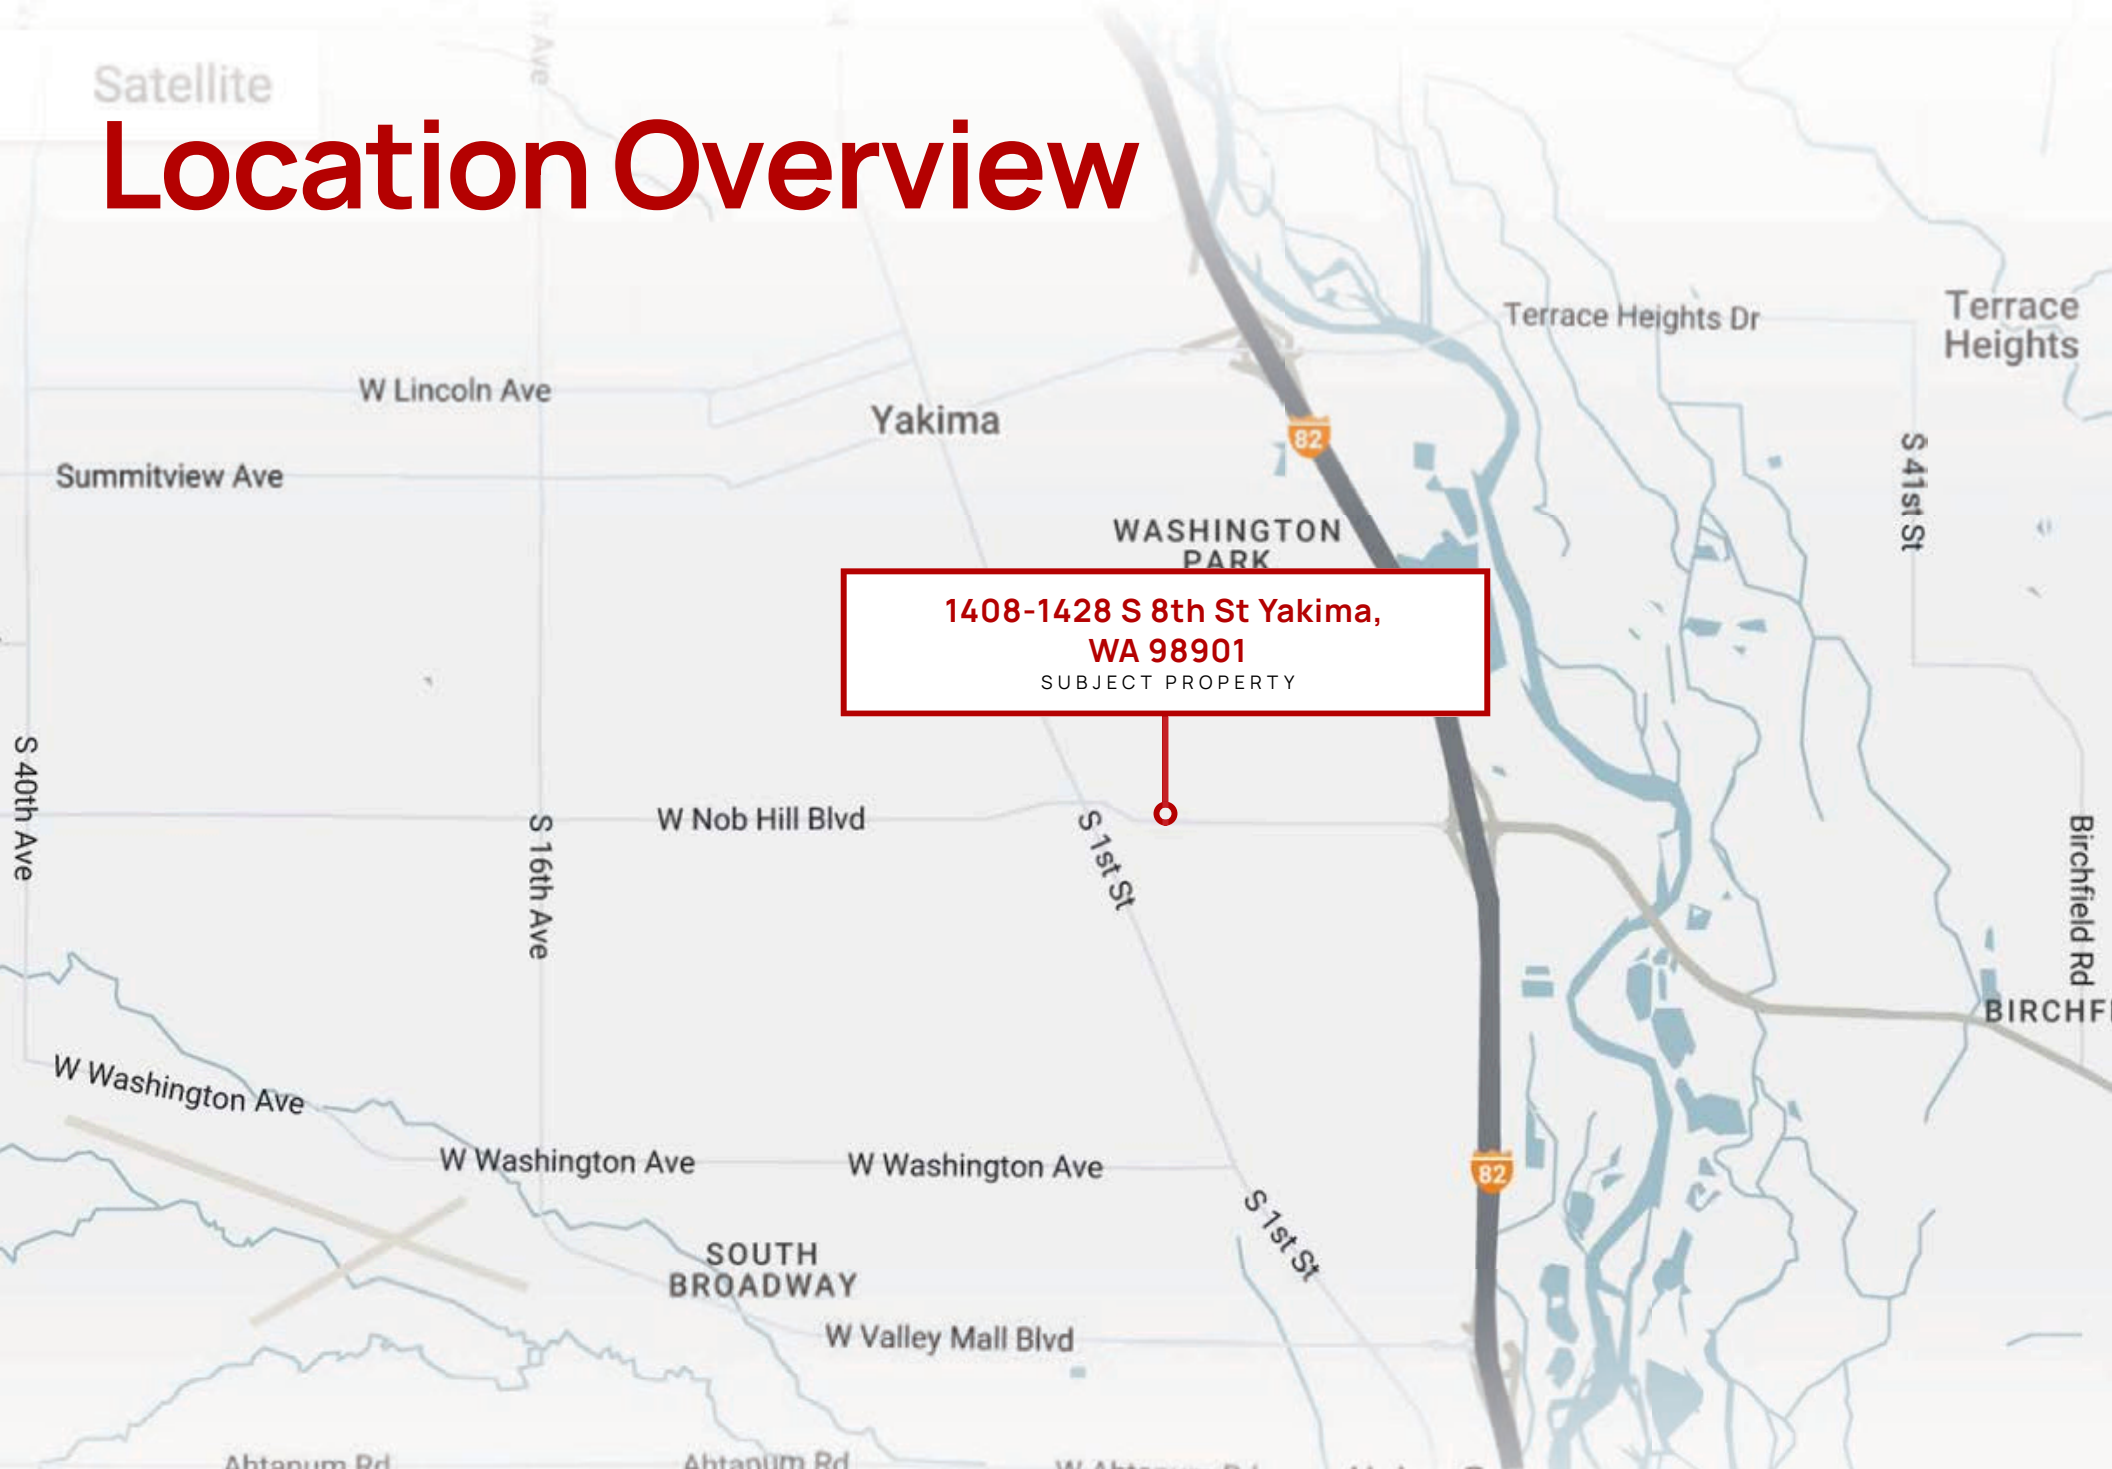 Satellite
Location Overview
Terrace Heights Dr
Terrace
Heights
W Lincoln Ave
Yakima
82
Summitview Ave
S 41st St
WASHINGTON
PARK
1408-1428 S 8th St Yakima,
WA 98901
SUBJECT PROPERTY
S 40th Ave
W Nob Hill Blvd
S 16th Ave
S 1st St
Birchfield Rd
BIRCHFI
W Washington Ave
W Washington Ave
W Washington Ave
82
S 1st St
SOUTH
BROADWAY
W Valley Mall Blvd
Ahtanum Rd
Ahtanum Rd